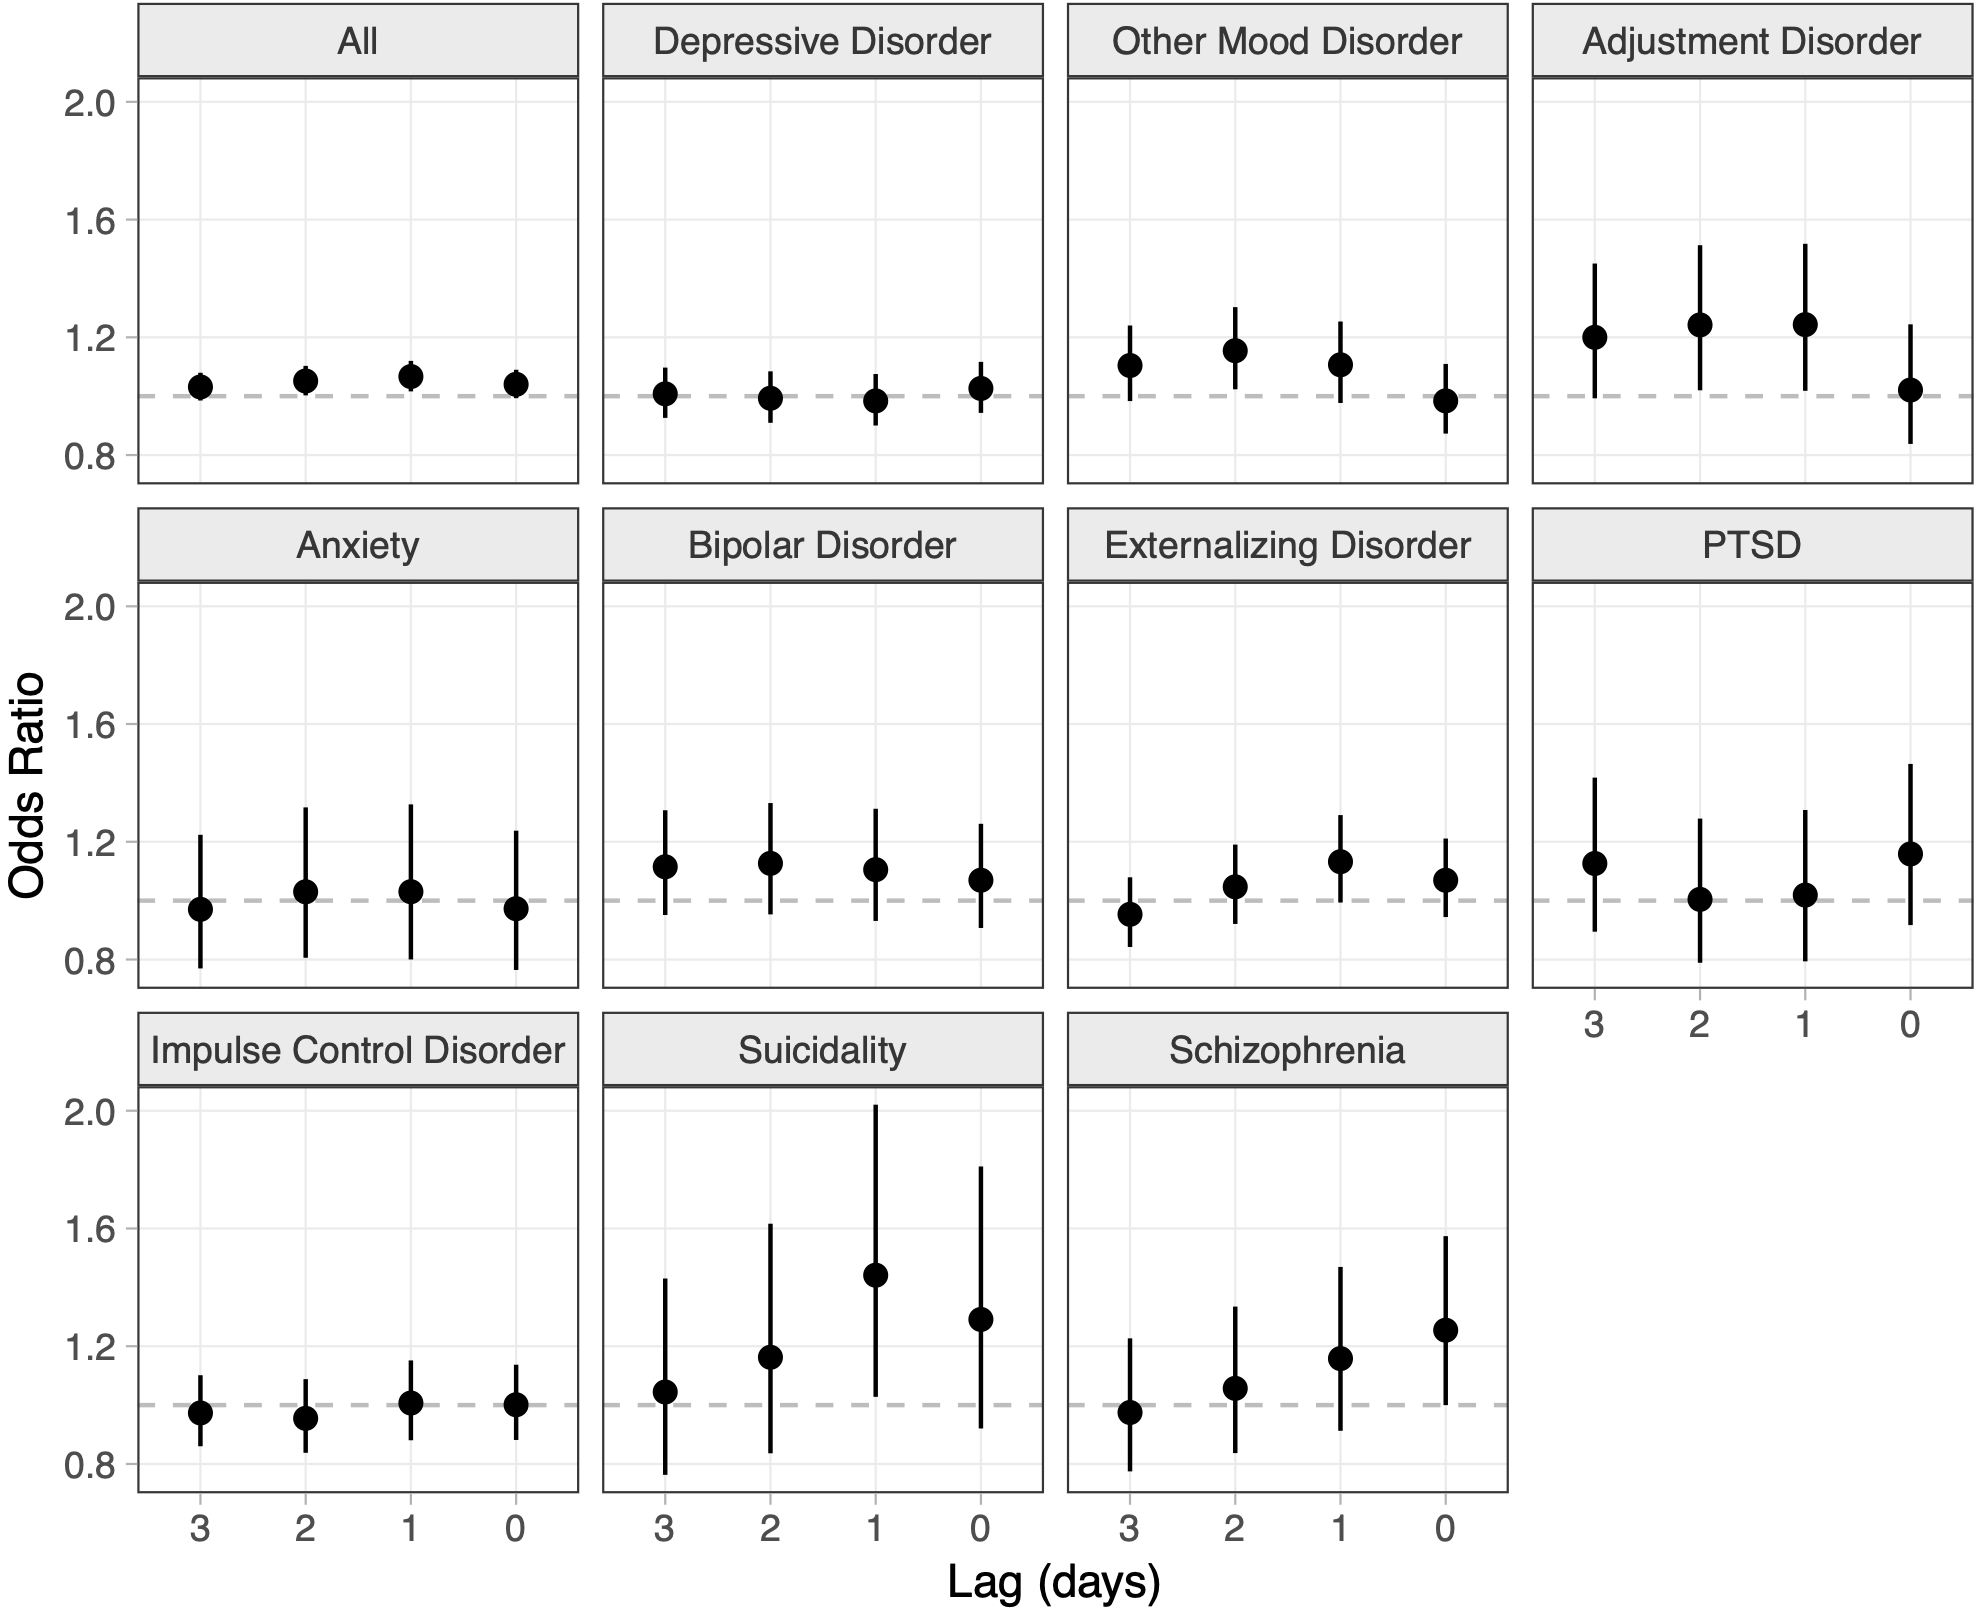 All
Depressive Disorder
Other Mood Disorder
Adjustment Disorder
2.0
1.6
1.2
0.8
Anxiety
Bipolar Disorder
Externalizing Disorder
PTSD
2.0
1.6
1.2
0.8
3 2 1 0
Impulse Control Disorder
Suicidality
Schizophrenia
2.0
1.6
1.2
0.8
3 2 1 0
3 2 1 0
3 2 1 0
Odds Ratio
Lag (days)